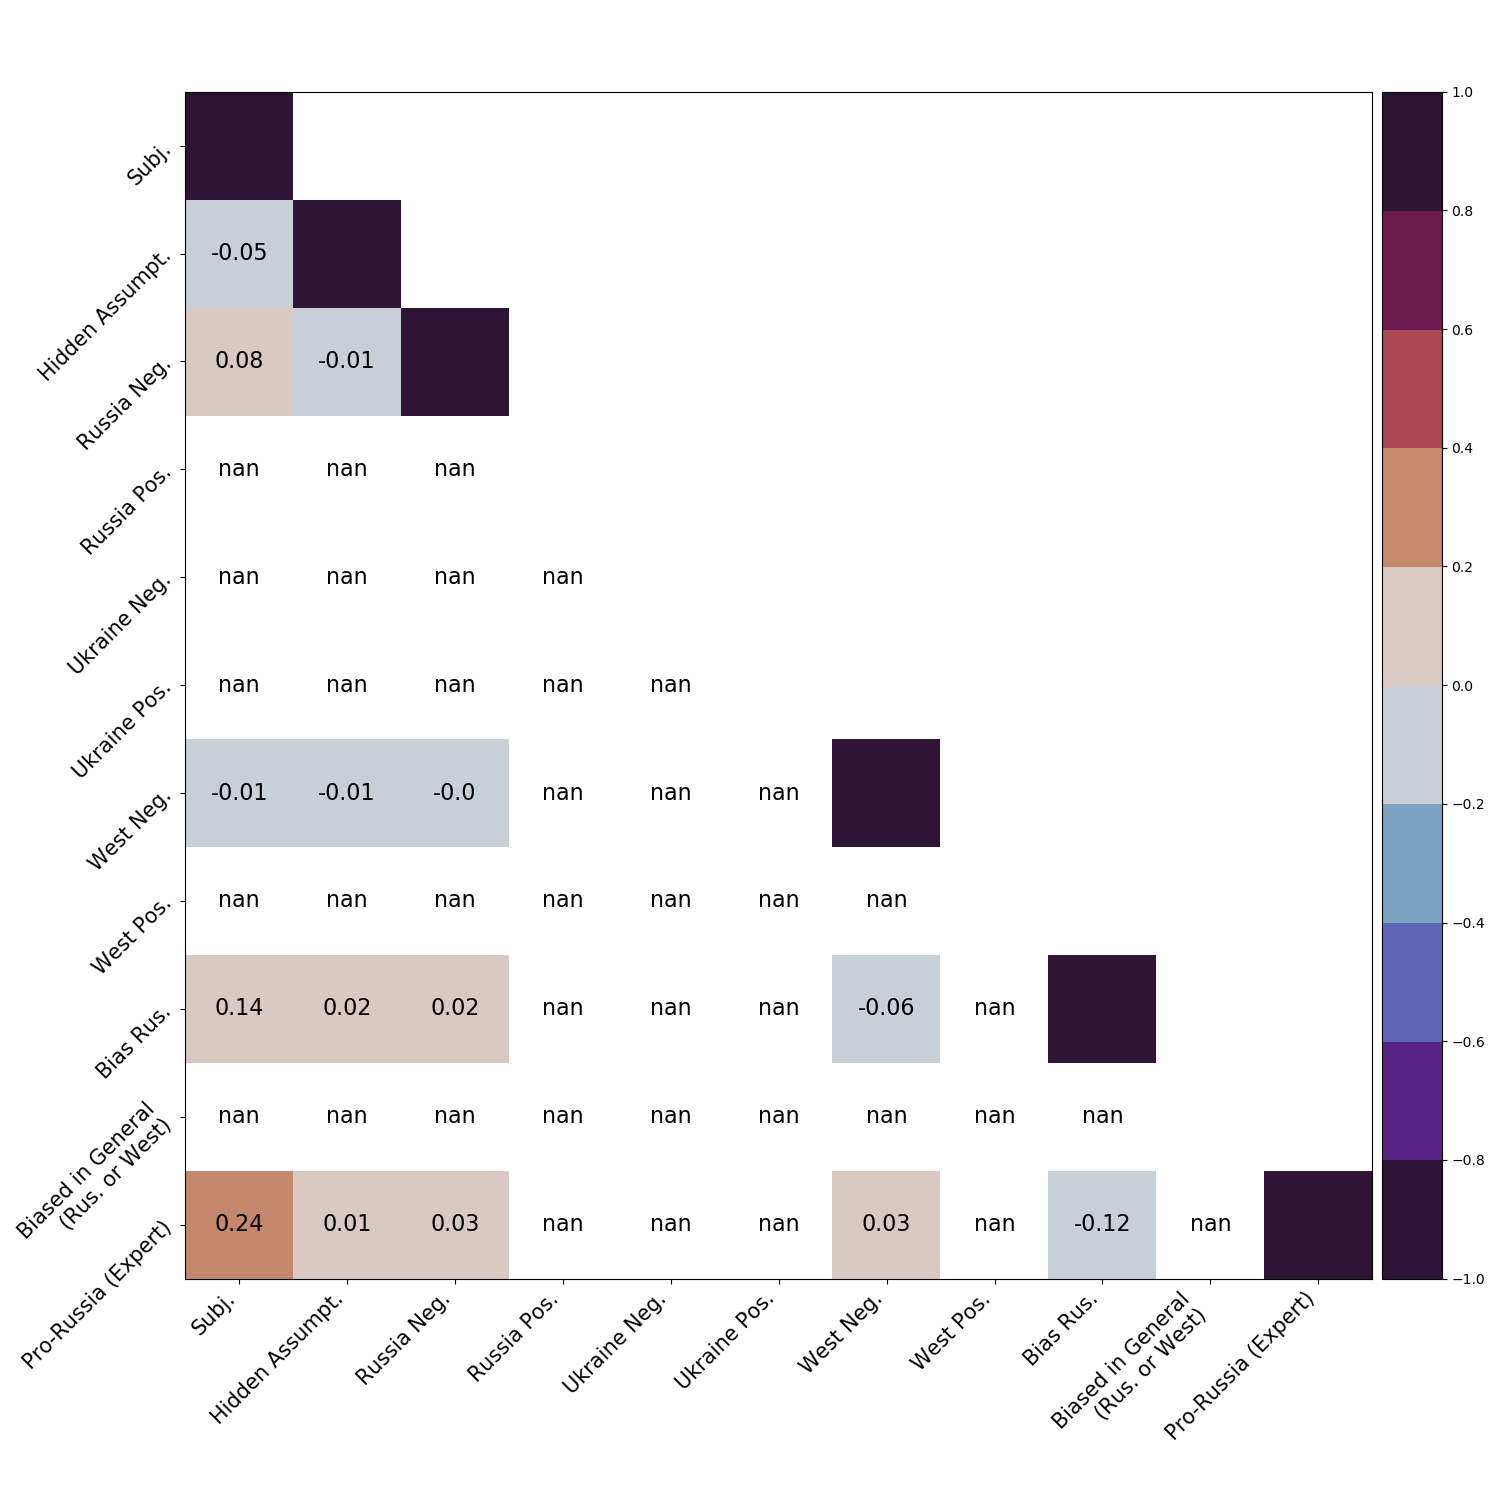 1.0
Subj.
0.8
Hidden Assumpt.
-0.05
Russia Neg.
0.08 -0.01
0.6
Russia Pos.
nan nan nan
0.4
Ukraine Neg.
nan nan nan nan
0.2
Ukraine Pos.
nan nan nan nan nan
0.0
West Neg.
-0.01 -0.01 -0.0 nan nan nan
−0.2
West Pos.
nan nan nan nan nan nan nan
−0.4
Bias Rus.
0.14 0.02 0.02 nan nan nan -0.06 nan
−0.6
Biased in General
(Rus. or West)
nan nan nan nan nan nan nan nan nan
−0.8
Pro-Russia (Expert)
0.24 0.01 0.03 nan nan nan 0.03 nan -0.12 nan
−1.0
Subj.
Hidden Assumpt.
Russia Neg.
Russia Pos.
Ukraine Neg.
Ukraine Pos.
West Neg.
West Pos.
Bias Rus.
Biased in General
(Rus. or West)
Pro-Russia (Expert)